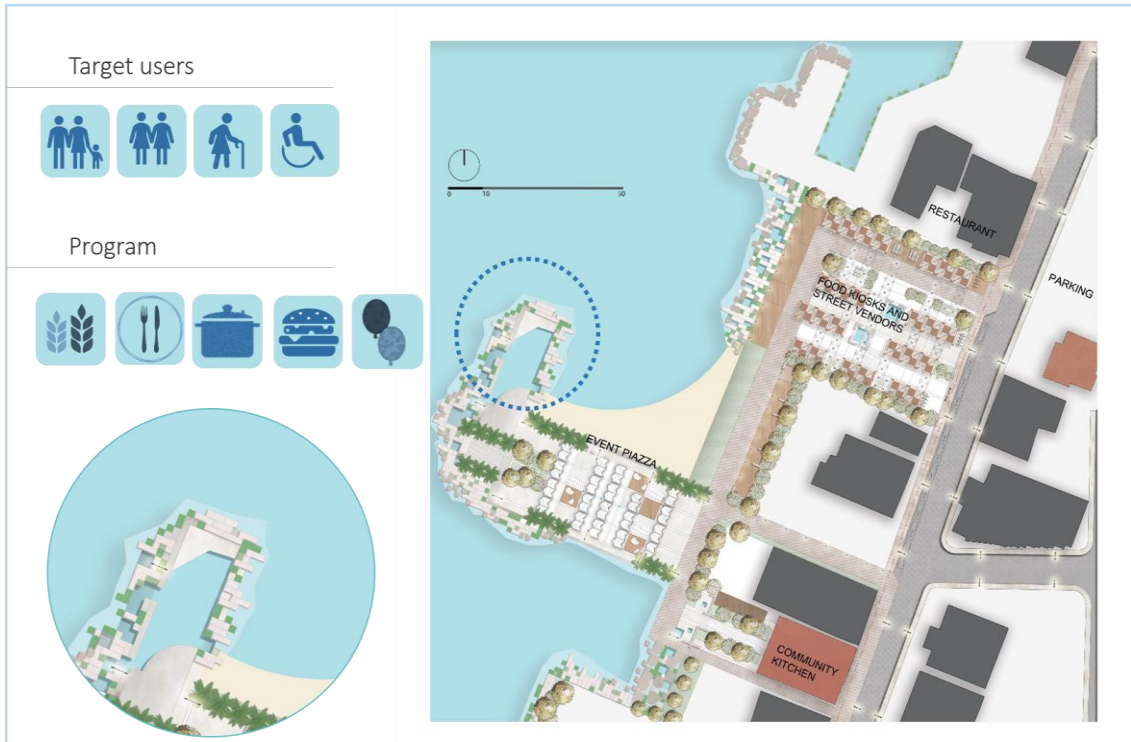 Target users
Program
0 10 50
RESTAURANT
PARKING
FOOD KIOSKS AND
STREET VENDORS
EVENT PIAZZA
COMMUNITY
KITCHEN